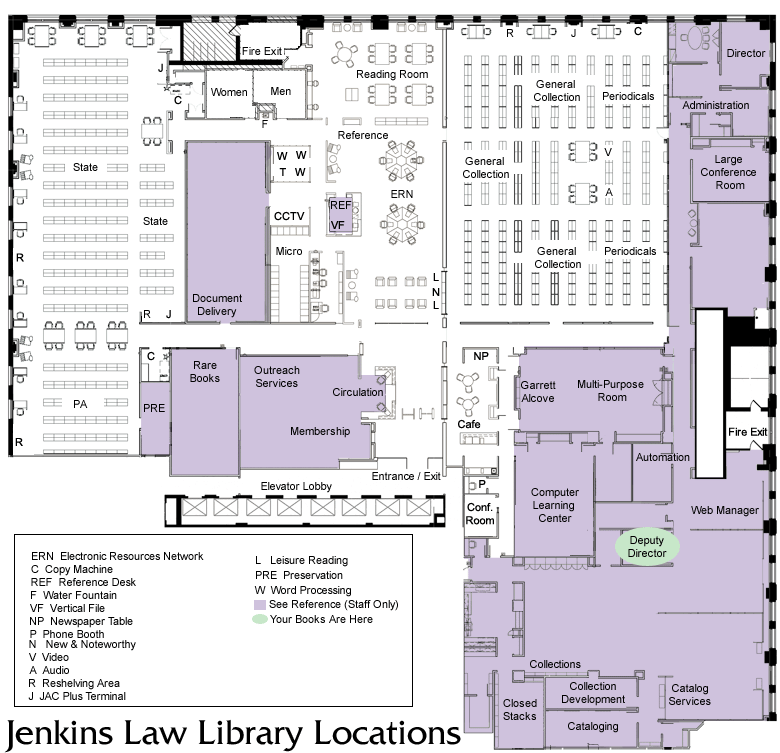 R
J
C
Fire Exit
Director
J
Reading Room
C
Women
Men
General
Collection
Periodicals
Administration
F
Reference
State
W W
T W
General
Collection
V
Large
Conference
Room
ERN
A
REF
VF
State
CCTV
R
Micro
General
Collection
Periodicals
L
N
L
Document
Delivery
R J
C
Rare
Books
Outreach
Services
NP
Garrett
Alcove
Multi-Purpose
Room
Circulation
PRE
PA
Membership
Cafe
Fire Exit
R
Automation
Entrance / Exit
Elevator Lobby
P
Computer
Learning
Center
Conf.
Room
Web Manager
Deputy
Director
ERN Electronic Resources Network
C Copy Machine
REF Reference Desk
F Water Fountain
VF Vertical File
NP Newspaper Table
P Phone Booth
N New & Noteworthy
V Video
A Audio
R Reshelving Area
J JAC Plus Terminal
L Leisure Reading
PRE Preservation
W Word Processing
See Reference (Staff Only)
Your Books Are Here
Collections
Closed
Stacks
Collection
Development
Catalog
Services
Cataloging
Jenkins Law Library Locations